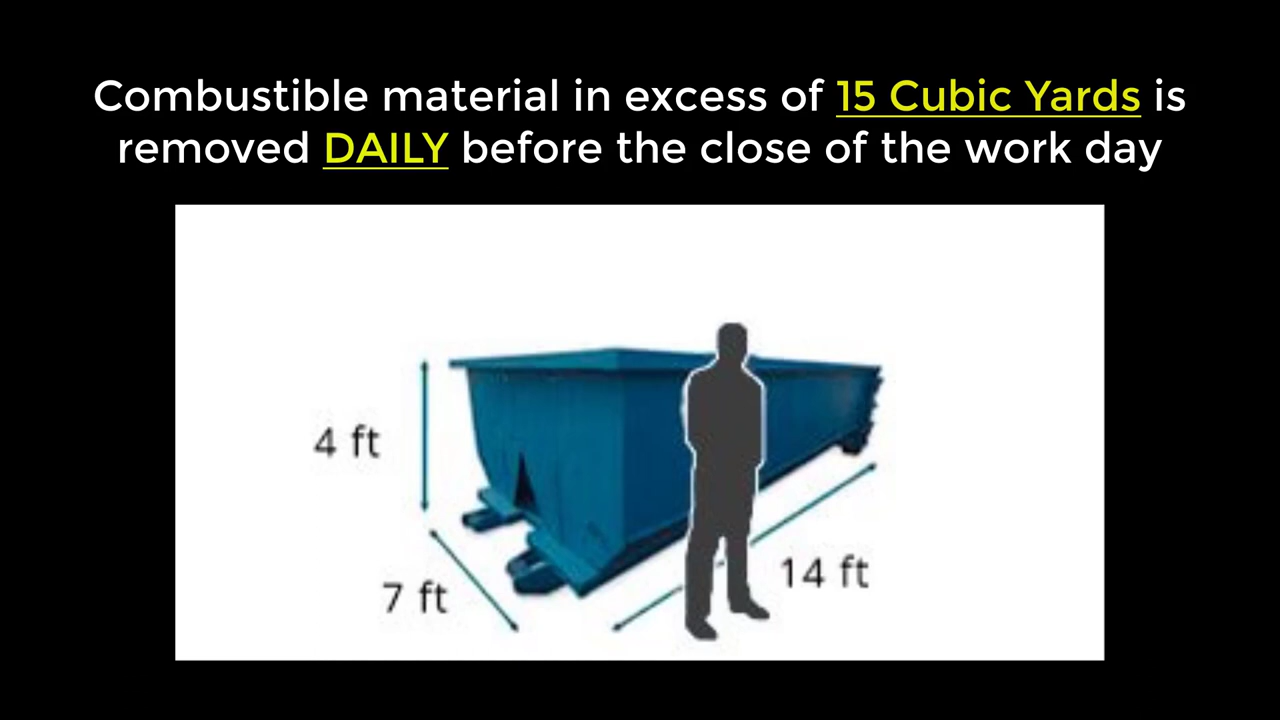 Combustible material in excess of 15 Cubic Yards is
removed DAILY before the close of the work day
4 ft
7 ft
14 ft